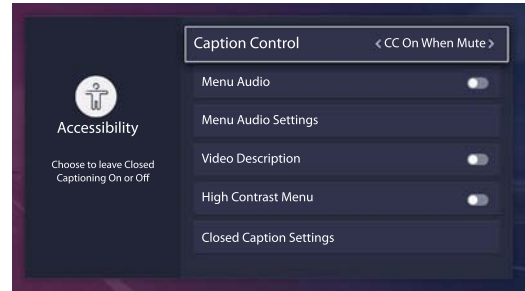 Accessibility
Choose to leave Closed
Captioning On or Off
Caption Control < CC On When Mute >
Menu Audio
Menu Audio Settings
Video Description
High Contrast Menu
Closed Caption Settings